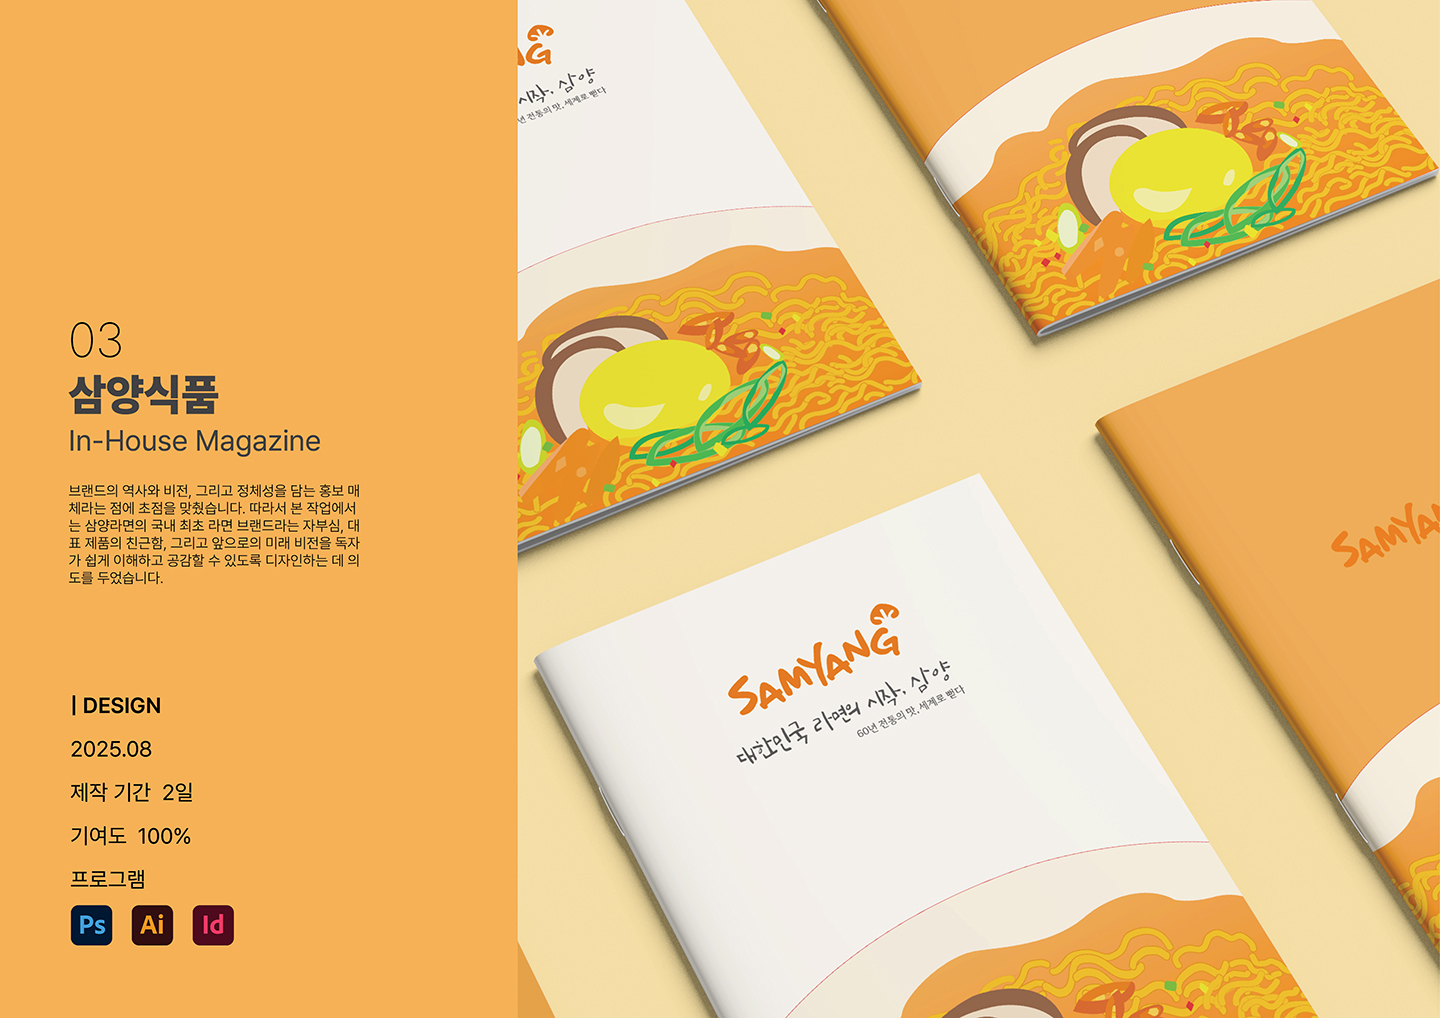 03
삼양식품
In-House Magazine
브랜드의 역사와 비전, 그리고 정체성을 담는 홍보 매
체라는 점에 초점을 맞췄습니다. 따라서 본 작업에서
는 삼양라면의 국내 최초 라면 브랜드라는 자부심, 대
표 제품의 친근함, 그리고 앞으로의 미래 비전을 독자
가 쉽게 이해하고 공감할 수 있도록 디자인하는 데 의
도를 두었습니다.
| DESIGN
2025.08
제작 기간 2일
기여도 100%
프로그램
Ps Ai Id
NG
시작. 삼양
년 전통의 맛, 세계로 뻗다
SAMYANG
대한민국 라면의 시작. 삼양
60년 전통의 맛, 세계로 뻗다
SAMYA